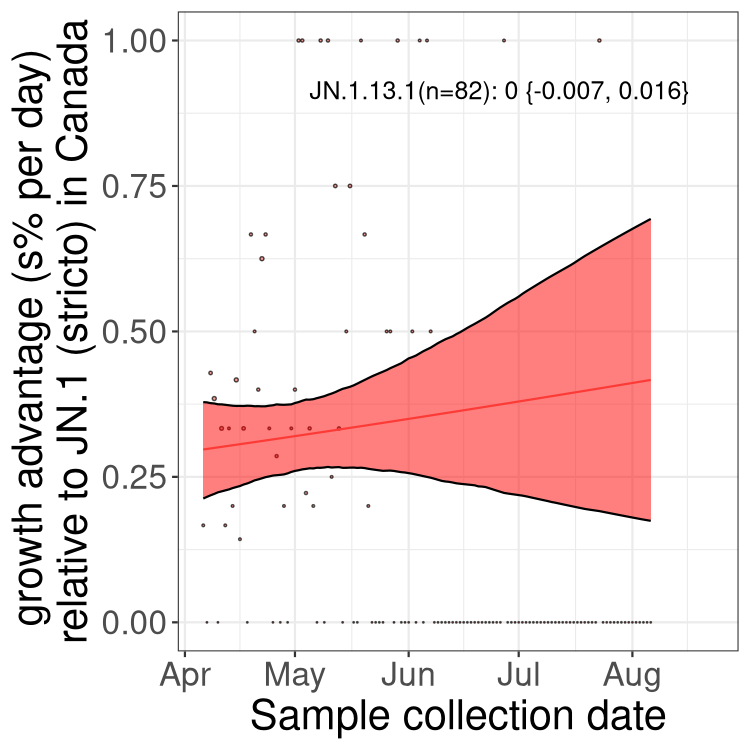 growth advantage (s% per day)
relative to JN.1 (stricto) in Canada
1.00
0.75
0.50
0.25
0.00
JN.1.13.1(n=82): 0 {-0.007, 0.016}
Apr May Jun Jul Aug
Sample collection date